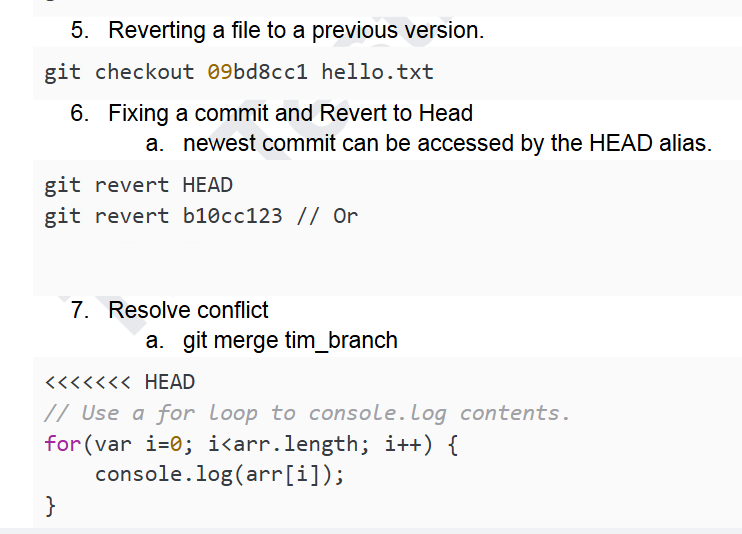 5. Reverting a file to a previous version.
git checkout 09bd8cc1 hello.txt
6. Fixing a commit and Revert to Head
a. newest commit can be accessed by the HEAD alias.
git revert HEAD
git revert b10cc123 // Or
7. Resolve conflict
a. git merge tim_branch
<<<<<<< HEAD
// Use a for loop to console.log contents.
for(var i=0; i<arr.length; i++) {
    console.log(arr[i]);
}